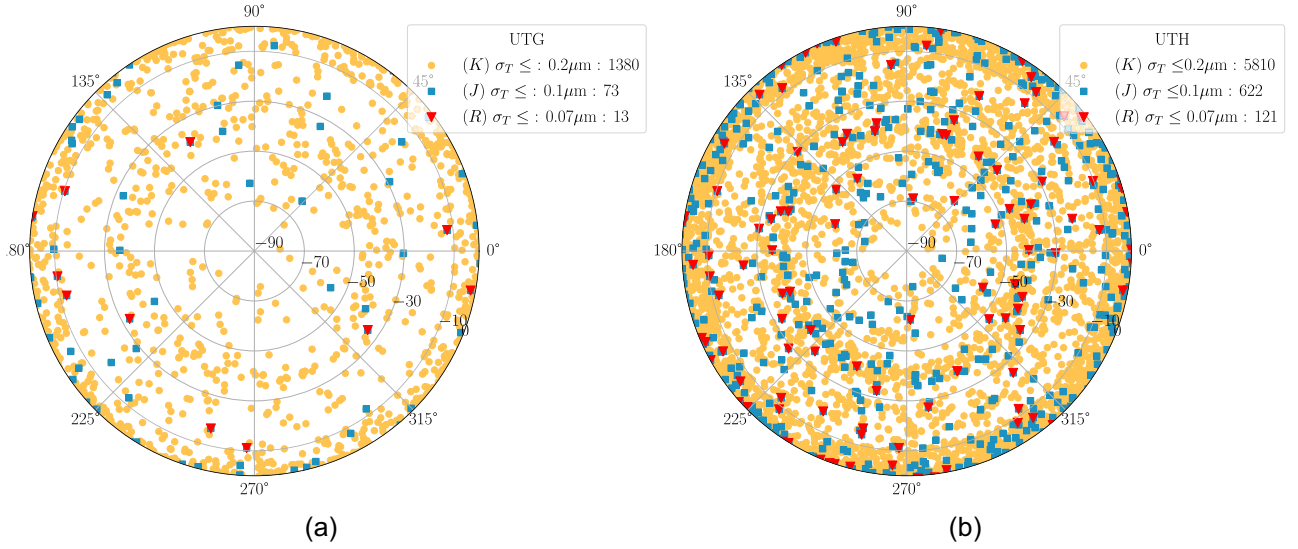 90°
UTG
(K) σ_T ≤: 0.2μm : 1380
(J) σ_T ≤: 0.1μm : 73
(R) σ_T ≤: 0.07μm : 13
135°
45°
:80°
0°
−90
−70
−50
−30
−10
0
225°
315°
270°
(a)
90°
UTH
(K) σ_T ≤0.2μm : 5810
(J) σ_T ≤0.1μm : 622
(R) σ_T ≤ 0.07μm : 121
135°
45°
180°
0°
−90
−70
−50
−30
−10
0
225°
315°
270°
(b)